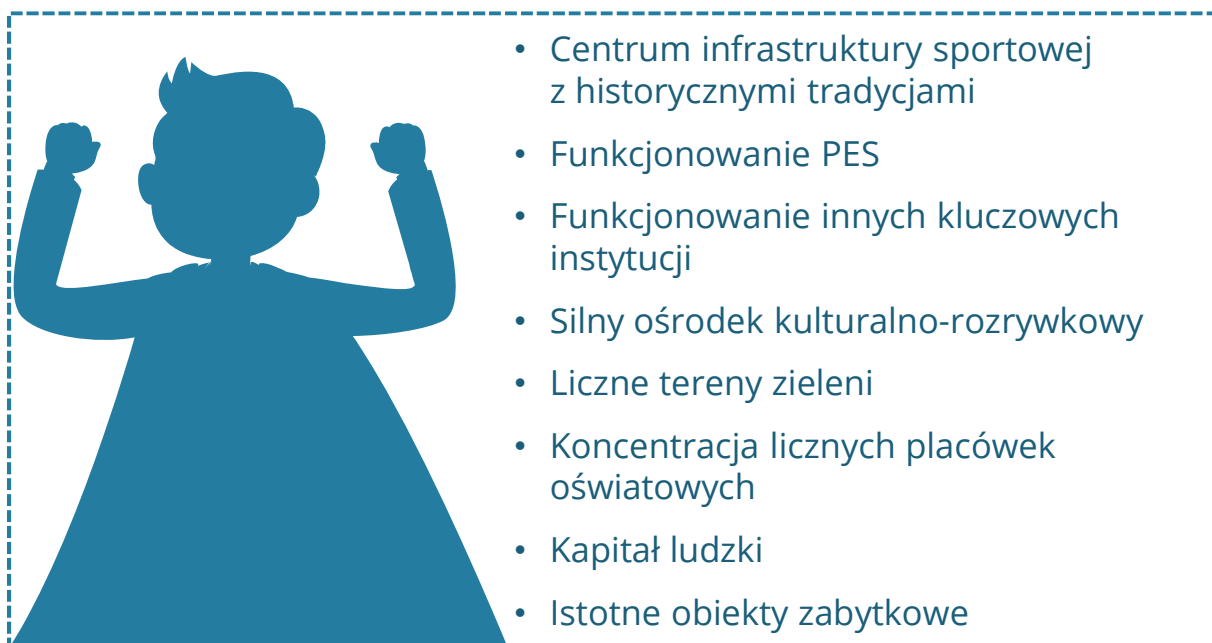 • Centrum infrastruktury sportowej
z historycznymi tradycjami
• Funkcjonowanie PES
• Funkcjonowanie innych kluczowych
instytucji
• Silny ośrodek kulturalno-rozrywkowy
• Liczne tereny zieleni
• Koncentracja licznych placówek
oświatowych
• Kapitał ludzki
• Istotne obiekty zabytkowe